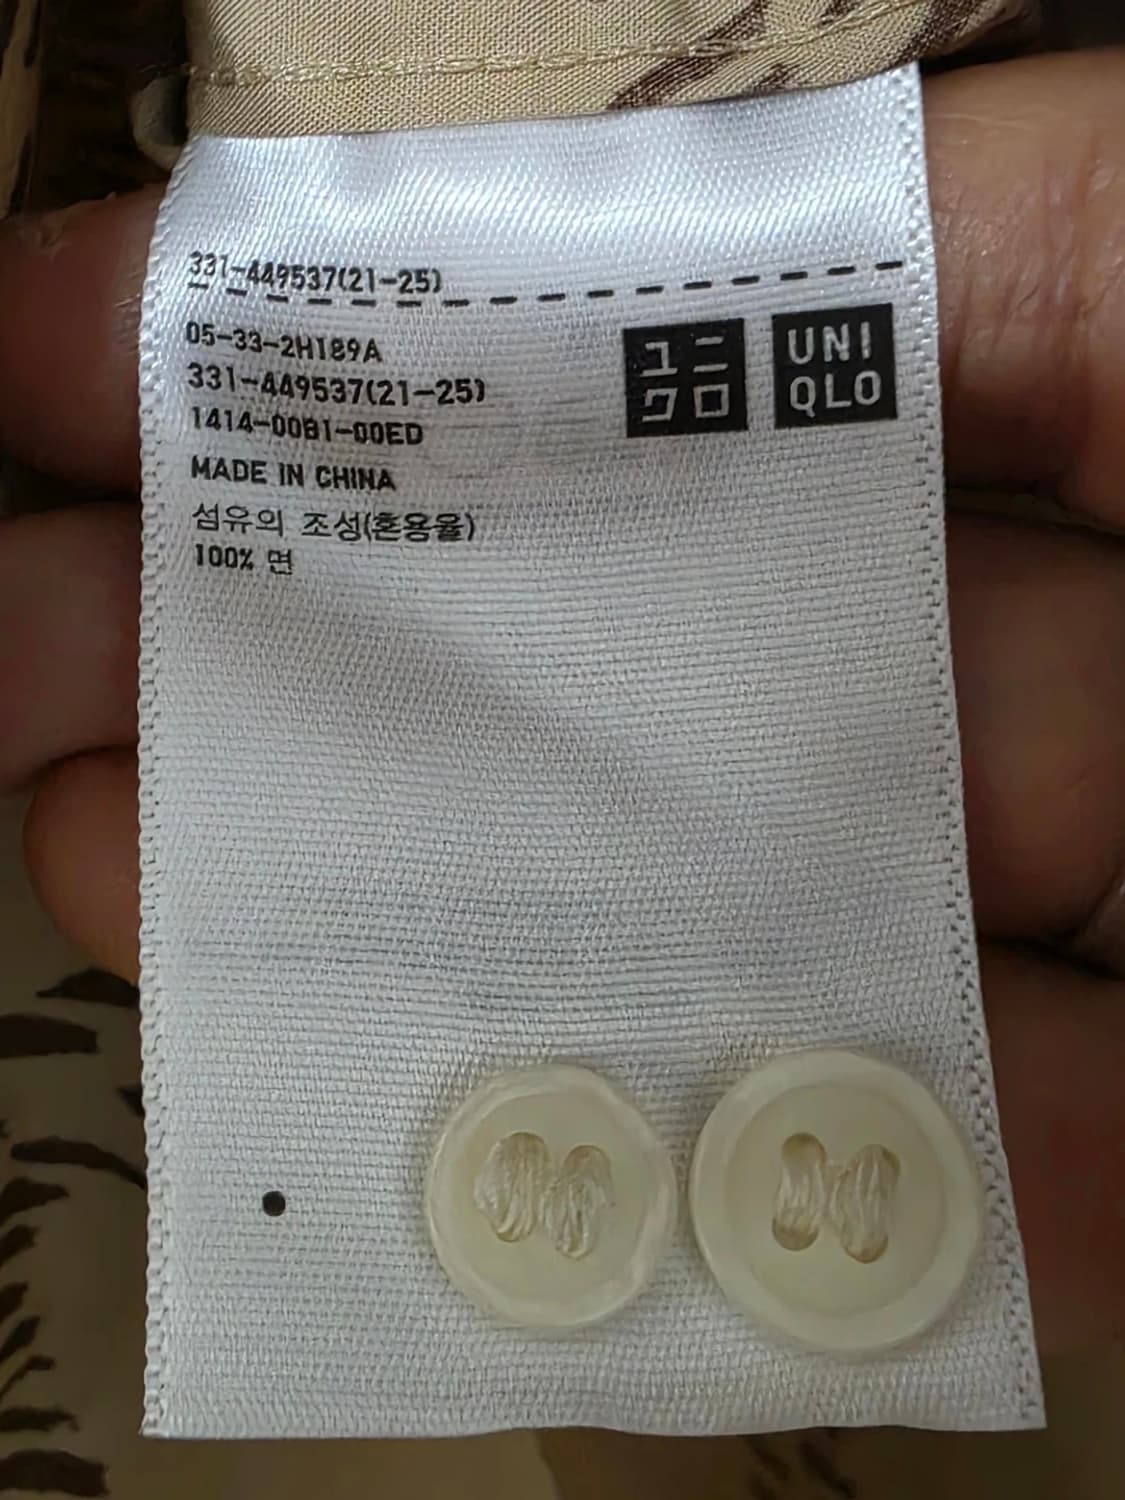 331-449537(21-25)
05-33-2H189A
331-449537(21-25)
1414-00B1-00ED
MADE IN CHINA
섬유의 조성(혼용율)
100% 면
ユニ
クロ
UNI
QLO